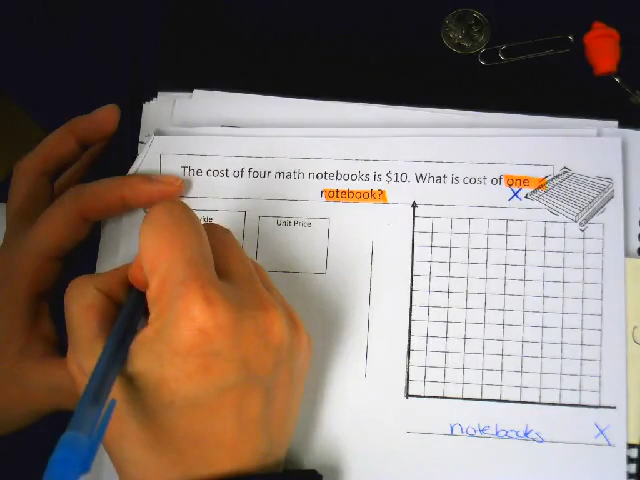 The cost of four math notebooks is $10. What is cost of one
notebook?
X
Unit Price
notebooks X